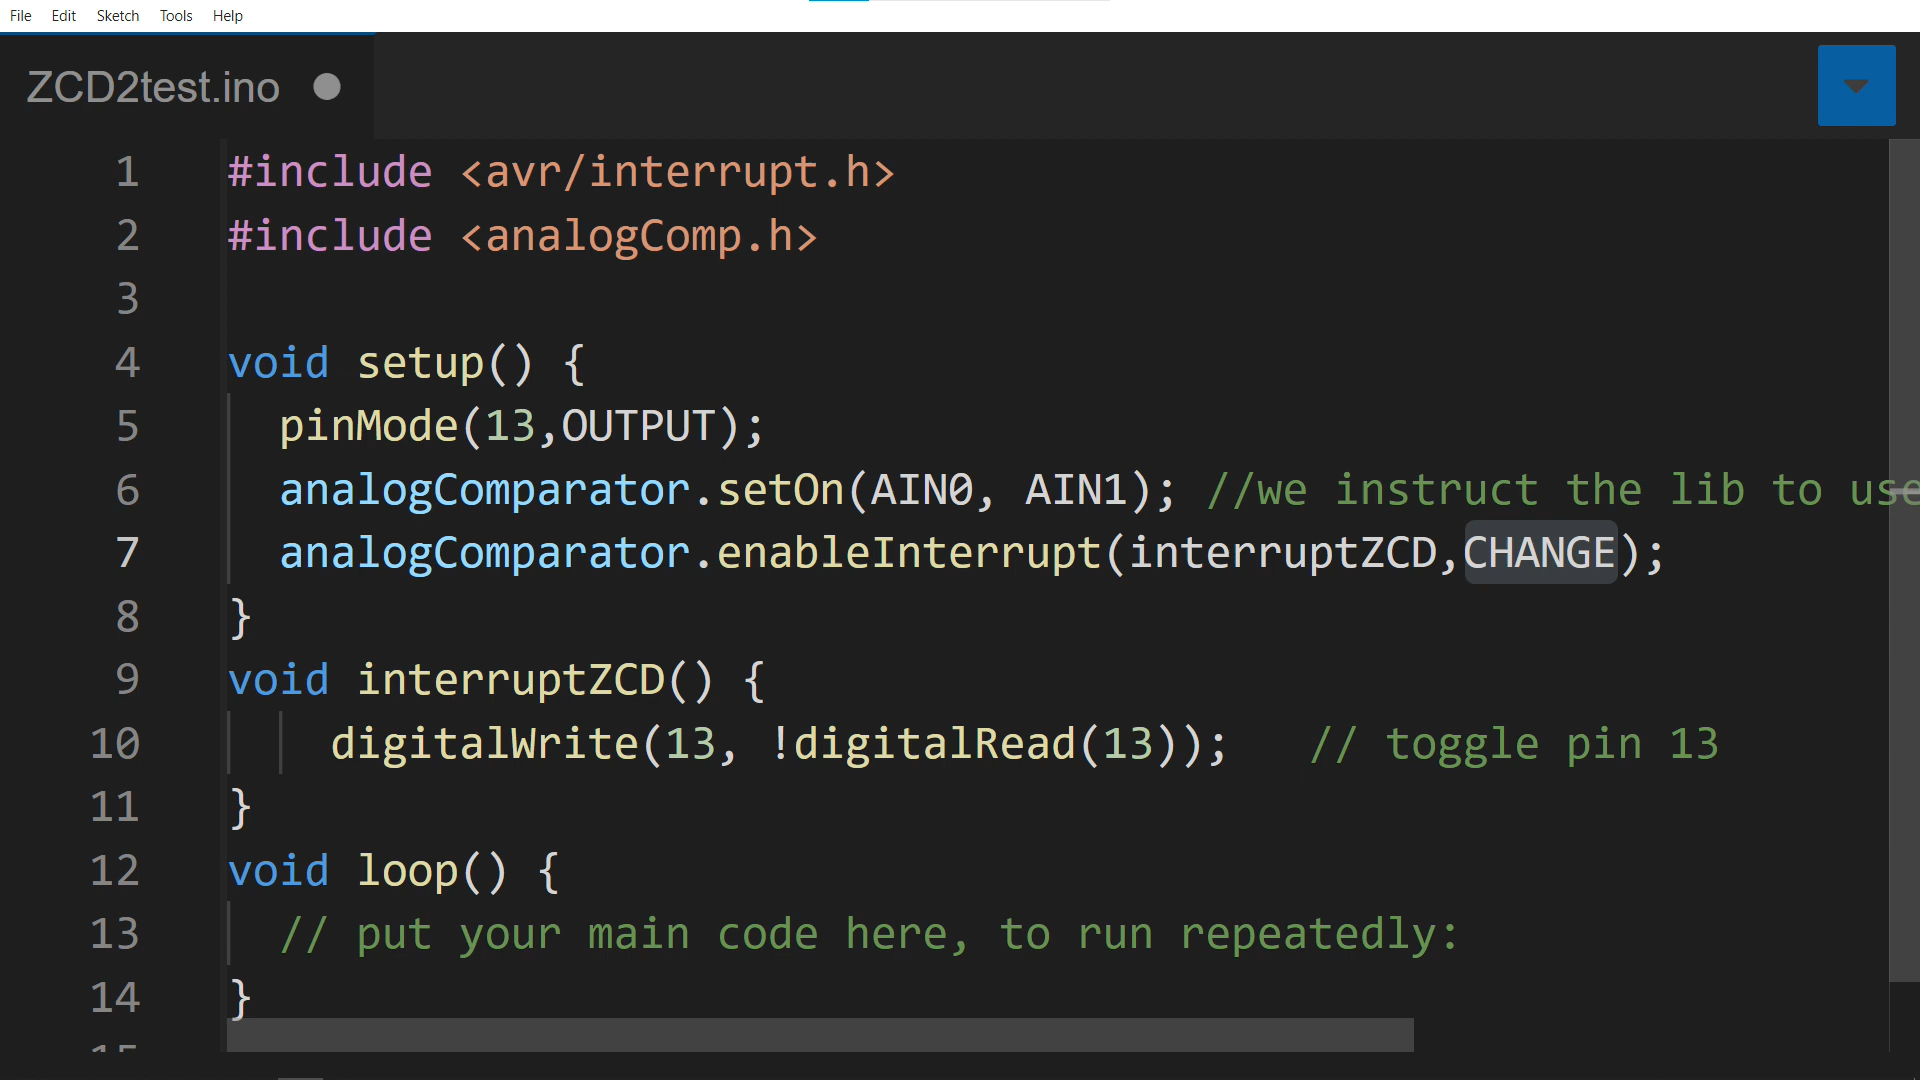 File Edit Sketch Tools Help
ZCD2test.ino
1 #include <avr/interrupt.h>
2 #include <analogComp.h>
3
4 void setup() {
5 pinMode(13,OUTPUT);
6 analogComparator.setOn(AIN0, AIN1); //we instruct the lib to use
7 analogComparator.enableInterrupt(interruptZCD,CHANGE);
8 }
9 void interruptZCD() {
10 digitalWrite(13, !digitalRead(13)); // toggle pin 13
11 }
12 void loop() {
13 // put your main code here, to run repeatedly:
14 }